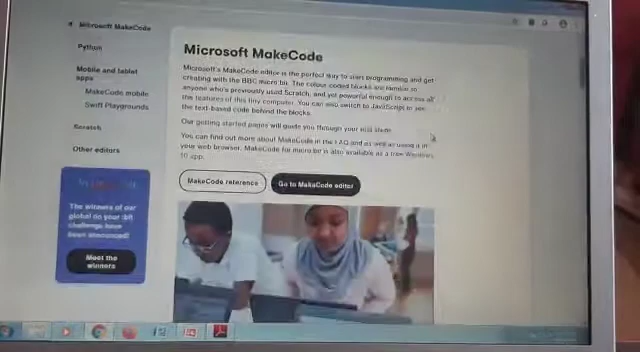 Microsoft MakeCode
Python
Mobile and tablet
apps
MakeCode mobile
Swift Playgrounds
Scratch
Other editors
The winners of our
global do your :bit
challenge have
been announced!
Meet the
winners
Microsoft MakeCode
Microsoft's MakeCode editor is the perfect way to start programming and get
creating with the BBC micro:bit. The colour-coded blocks are familiar to
anyone who's previously used Scratch, and yet powerful enough to access all
the features of this tiny computer. You can also switch to JavaScript to see
the text-based code behind the blocks.
Our getting started pages will guide you through your first steps.
You can find out more about MakeCode in the FAQ and as well as using it in
your web browser, MakeCode for micro:bit is also available as a free Windows
10 app.
MakeCode reference
Go to MakeCode editor